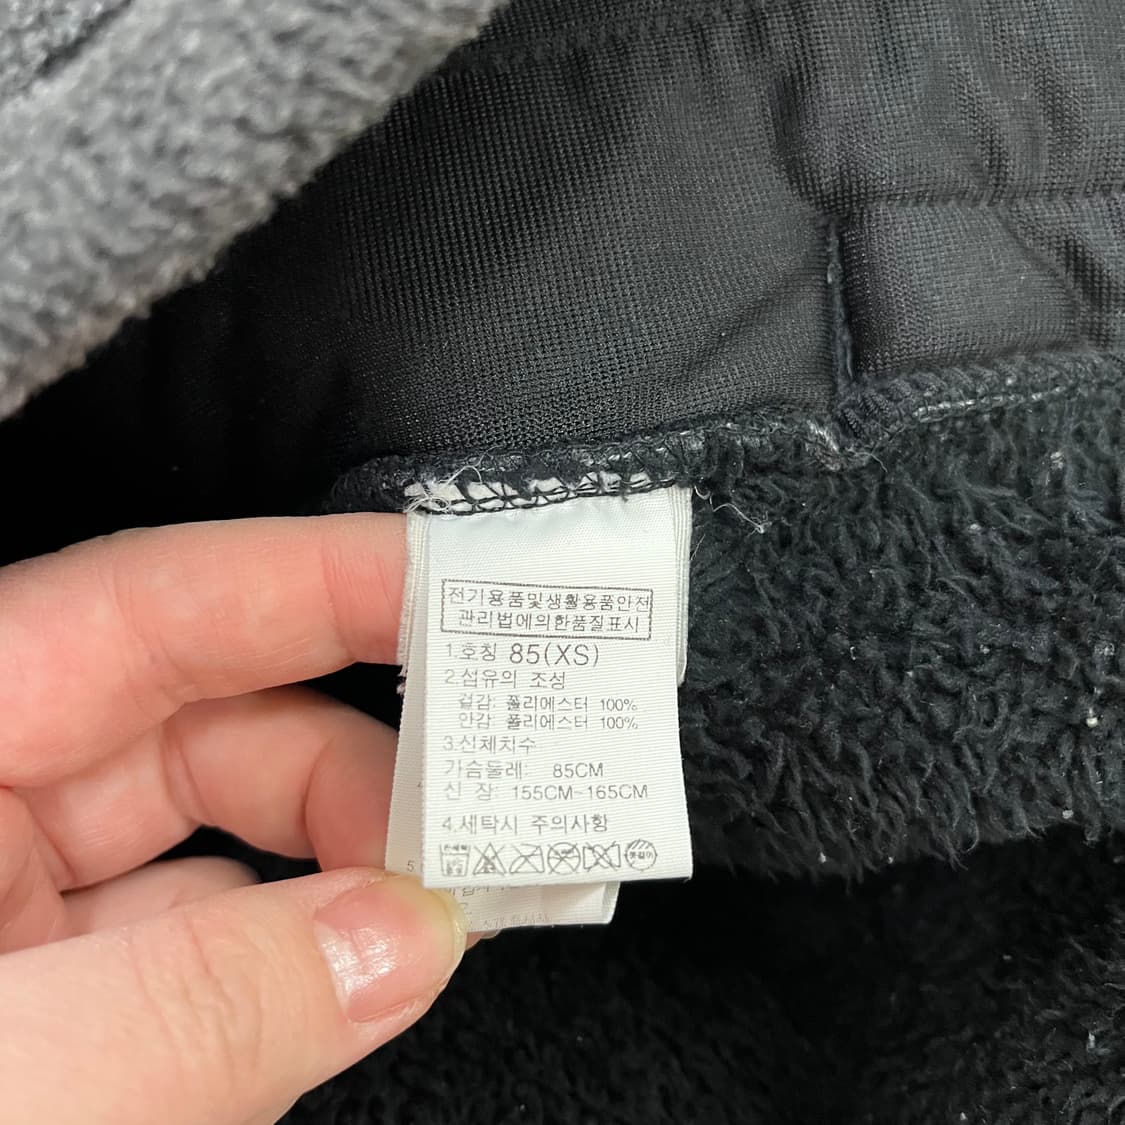 전기용품및생활용품안전
관리법에의한품질표시
1.호칭 85(XS)
2.섬유의 조성
겉감: 폴리에스터 100%
안감: 폴리에스터 100%
3.신체치수
가슴둘레: 85CM
신 장: 155CM~165CM
4.세탁시 주의사항
5.